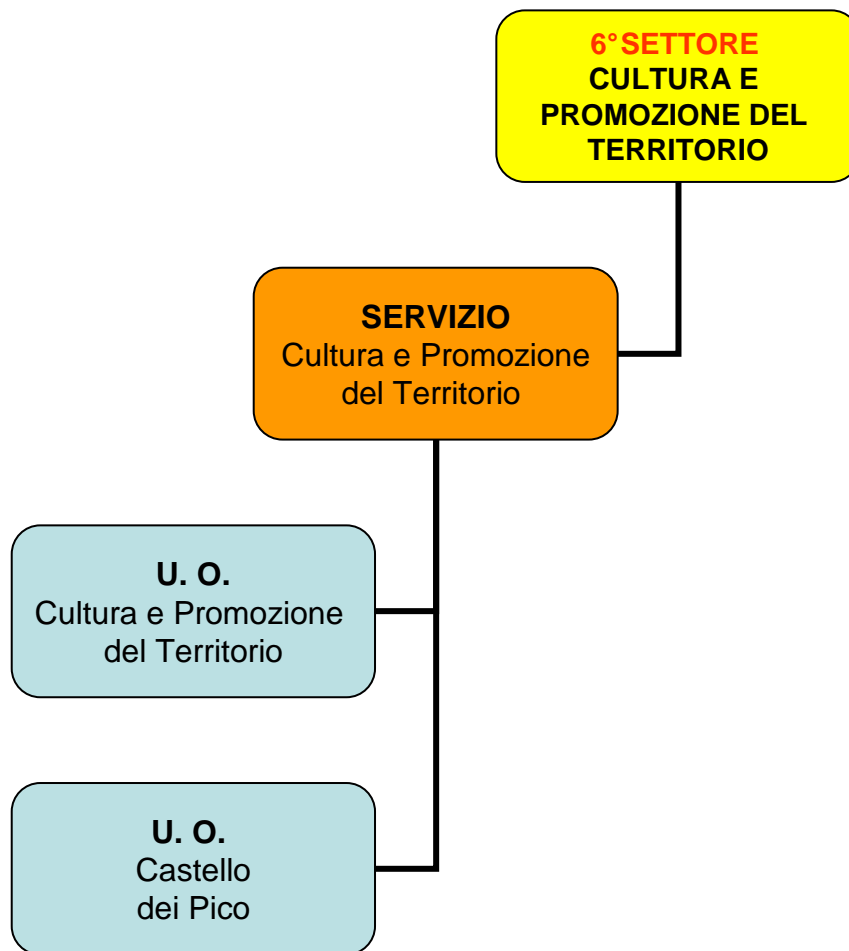 6°SETTORE
CULTURA E
PROMOZIONE DEL
TERRITORIO
SERVIZIO
Cultura e Promozione
del Territorio
U. O.
Cultura e Promozione
del Territorio
U. O.
Castello
dei Pico